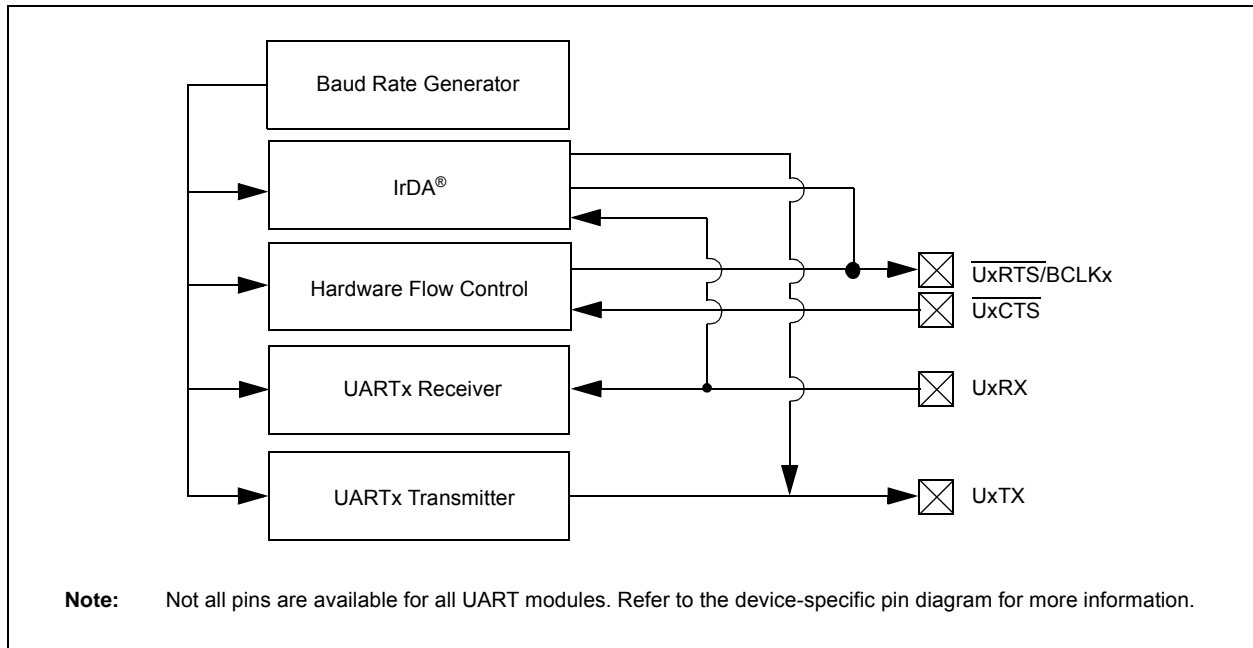 Baud Rate Generator
IrDA®
Hardware Flow Control
UARTx Receiver
UARTx Transmitter
UxRTS/BCLKx
UxCTS
UxRX
UxTX
Note: Not all pins are available for all UART modules. Refer to the device-specific pin diagram for more information.